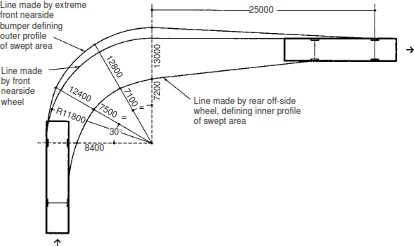 Line made by extreme
front nearside
bumper defining
outer profile
of swept area
25000
13000
12800
Line made
by front
nearside
wheel
12400
7100 =
7200
R11800
7500 =
Line made by rear off-side
wheel, defining inner profile
of swept area
30°
8400